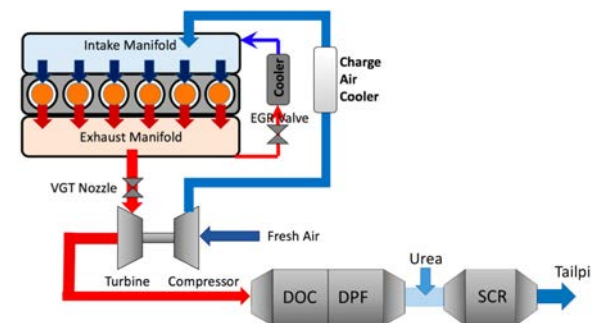 Intake Manifold
Cooler
Charge
Air
Cooler
EGR Valve
Exhaust Manifold
VGT Nozzle
Fresh Air
Turbine
Compressor
Urea
DOC
DPF
SCR
Tailpi